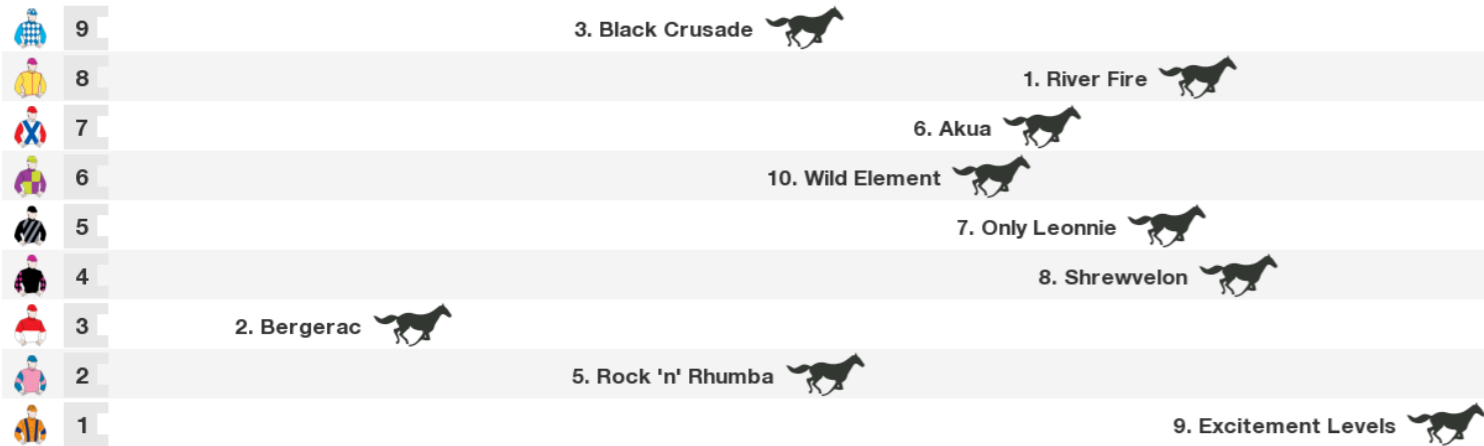 9 3. Black Crusade
8 1. River Fire
7 6. Akua
6 10. Wild Element
5 7. Only Leonnie
4 8. Shrewvelon
3 2. Bergerac
2 5. Rock 'n' Rhumba
1 9. Excitement Levels